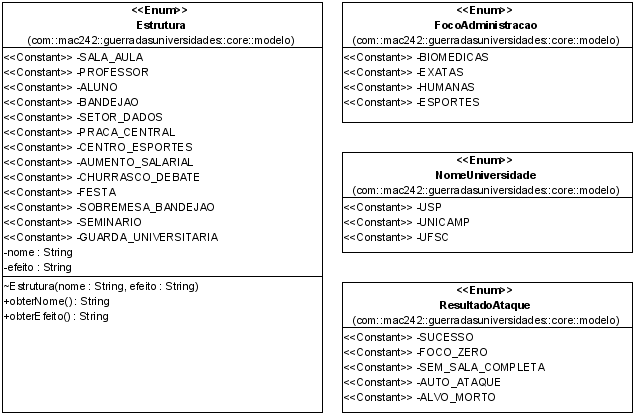 <<Enum>>
Estrutura
(com::mac242::guerradasuniversidades::core::modelo)
<<Constant>> -SALA_AULA
<<Constant>> -PROFESSOR
<<Constant>> -ALUNO
<<Constant>> -BANDEJAO
<<Constant>> -SETOR_DADOS
<<Constant>> -PRACA_CENTRAL
<<Constant>> -CENTRO_ESPORTES
<<Constant>> -AUMENTO_SALARIAL
<<Constant>> -CHURRASCO_DEBATE
<<Constant>> -FESTA
<<Constant>> -SOBREMESA_BANDEJAO
<<Constant>> -SEMINARIO
<<Constant>> -GUARDA_UNIVERSITARIA
-nome : String
-efeito : String
~Estrutura(nome : String, efeito : String)
+obterNome() : String
+obterEfeito() : String
<<Enum>>
FocoAdministracao
(com::mac242::guerradasuniversidades::core::modelo)
<<Constant>> -BIOMEDICAS
<<Constant>> -EXATAS
<<Constant>> -HUMANAS
<<Constant>> -ESPORTES
<<Enum>>
NomeUniversidade
(com::mac242::guerradasuniversidades::core::modelo)
<<Constant>> -USP
<<Constant>> -UNICAMP
<<Constant>> -UFSC
<<Enum>>
ResultadoAtaque
(com::mac242::guerradasuniversidades::core::modelo)
<<Constant>> -SUCESSO
<<Constant>> -FOCO_ZERO
<<Constant>> -SEM_SALA_COMPLETA
<<Constant>> -AUTO_ATAQUE
<<Constant>> -ALVO_MORTO